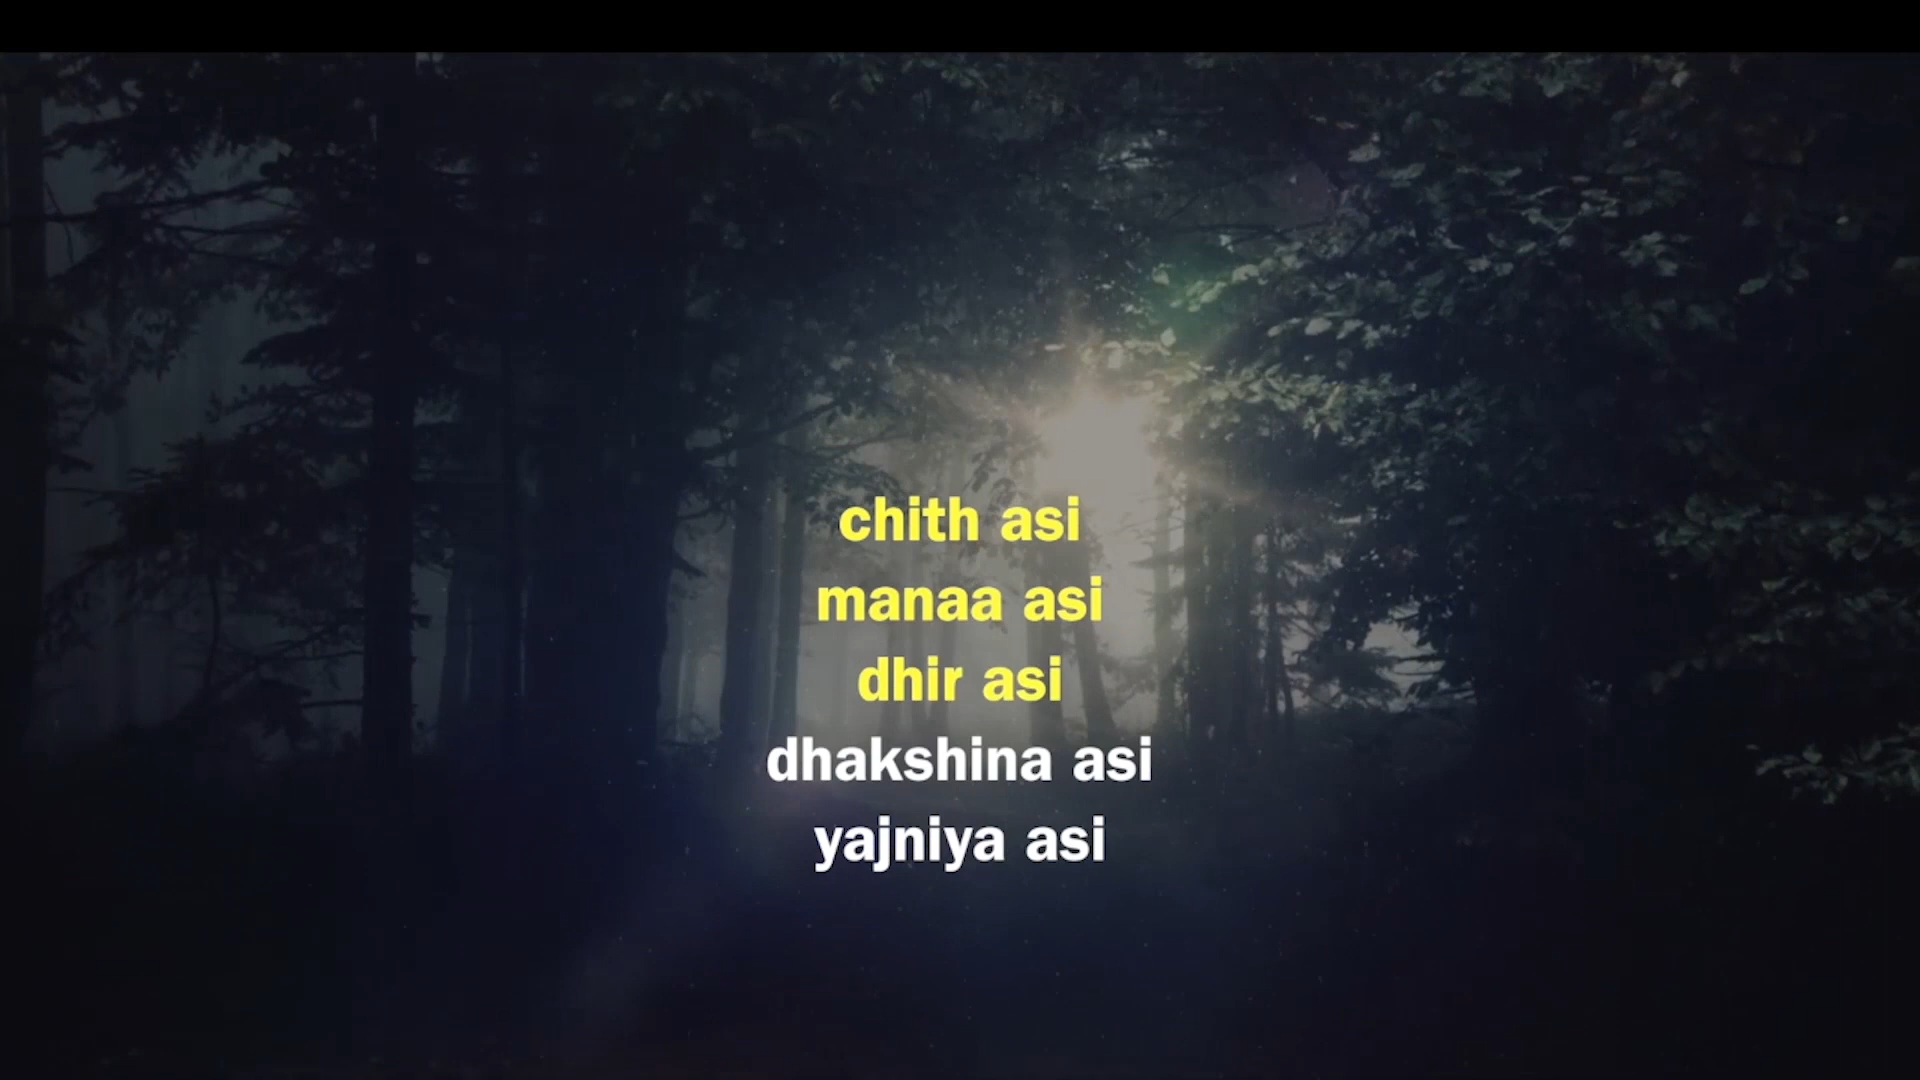 chith asi
manaa asi
dhir asi
dhakshina asi
yajniya asi